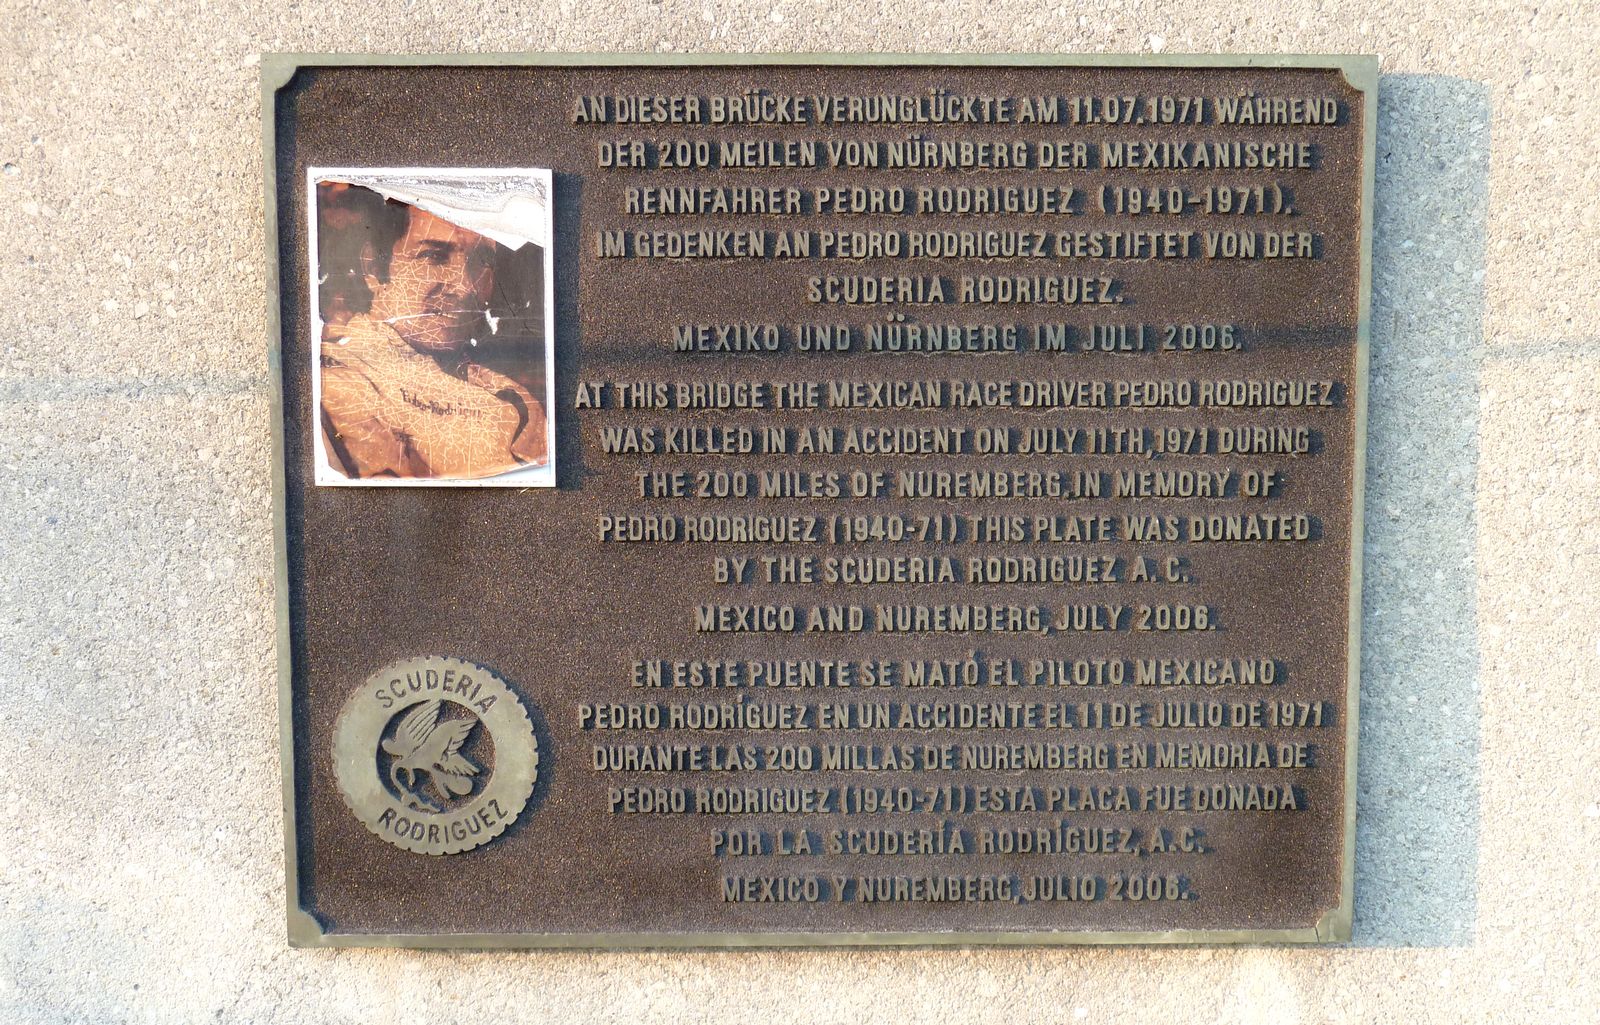 AN DIESER BRÜCKE VERUNGLÜCKTE AM 11.07.1971 WÄHREND
DER 200 MEILEN VON NÜRNBERG DER MEXIKANISCHE
RENNFAHRER PEDRO RODRIGUEZ (1940-1971).
IM GEDENKEN AN PEDRO RODRIGUEZ GESTIFTET VON DER
SCUDERIA RODRIGUEZ.
MEXIKO UND NÜRNBERG IM JULI 2006.
AT THIS BRIDGE THE MEXICAN RACE DRIVER PEDRO RODRIGUEZ
WAS KILLED IN AN ACCIDENT ON JULY 11TH, 1971 DURING
THE 200 MILES OF NUREMBERG, IN MEMORY OF
PEDRO RODRIGUEZ (1940-71) THIS PLATE WAS DONATED
BY THE SCUDERIA RODRIGUEZ A. C.
MEXICO AND NUREMBERG, JULY 2006.
EN ESTE PUENTE SE MATÓ EL PILOTO MEXICANO
PEDRO RODRÍGUEZ EN UN ACCIDENTE EL 11 DE JULIO DE 1971
DURANTE LAS 200 MILLAS DE NUREMBERG EN MEMORIA DE
PEDRO RODRIGUEZ (1940-71) ESTA PLACA FUE DONADA
POR LA SCUDERÍA RODRÍGUEZ, A.C.
MEXICO Y NUREMBERG, JULIO 2006.
Pedro Rodriguez
SCUDERIA
RODRIGUEZ